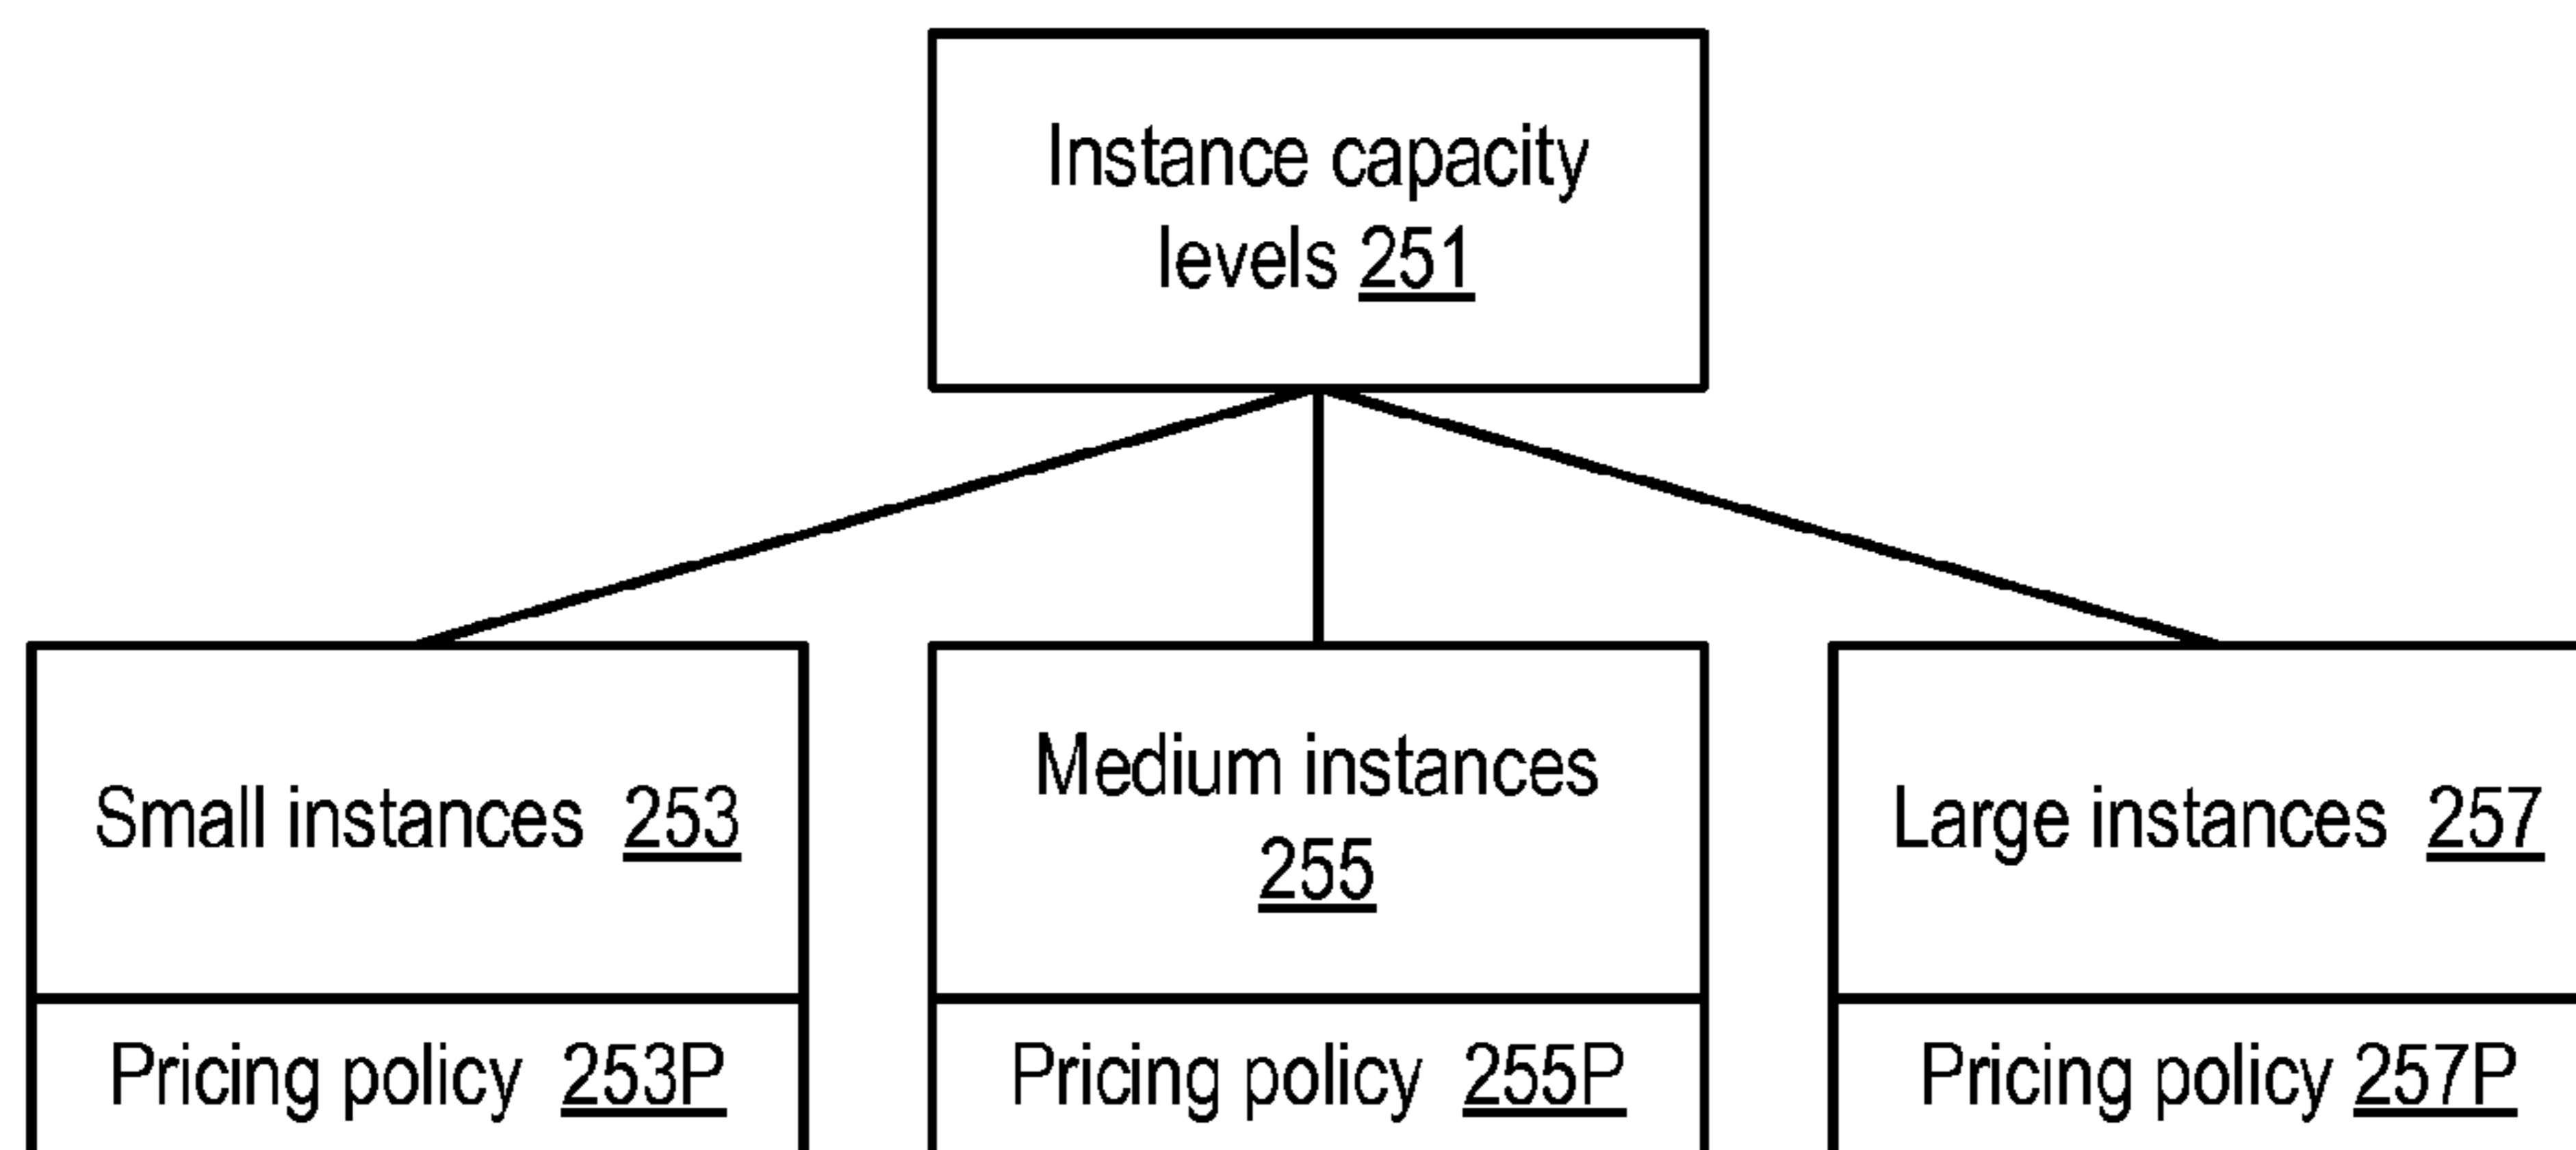 Instance capacity
levels 251
Small instances 253
Medium instances
255
Large instances 257
Pricing policy 253P
Pricing policy 255P
Pricing policy 257P